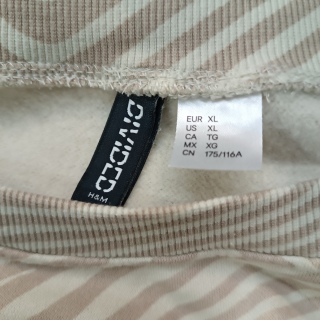 DIVIDED
H&M
EUR XL
US XL
CA TG
MX XG
CN 175/116A